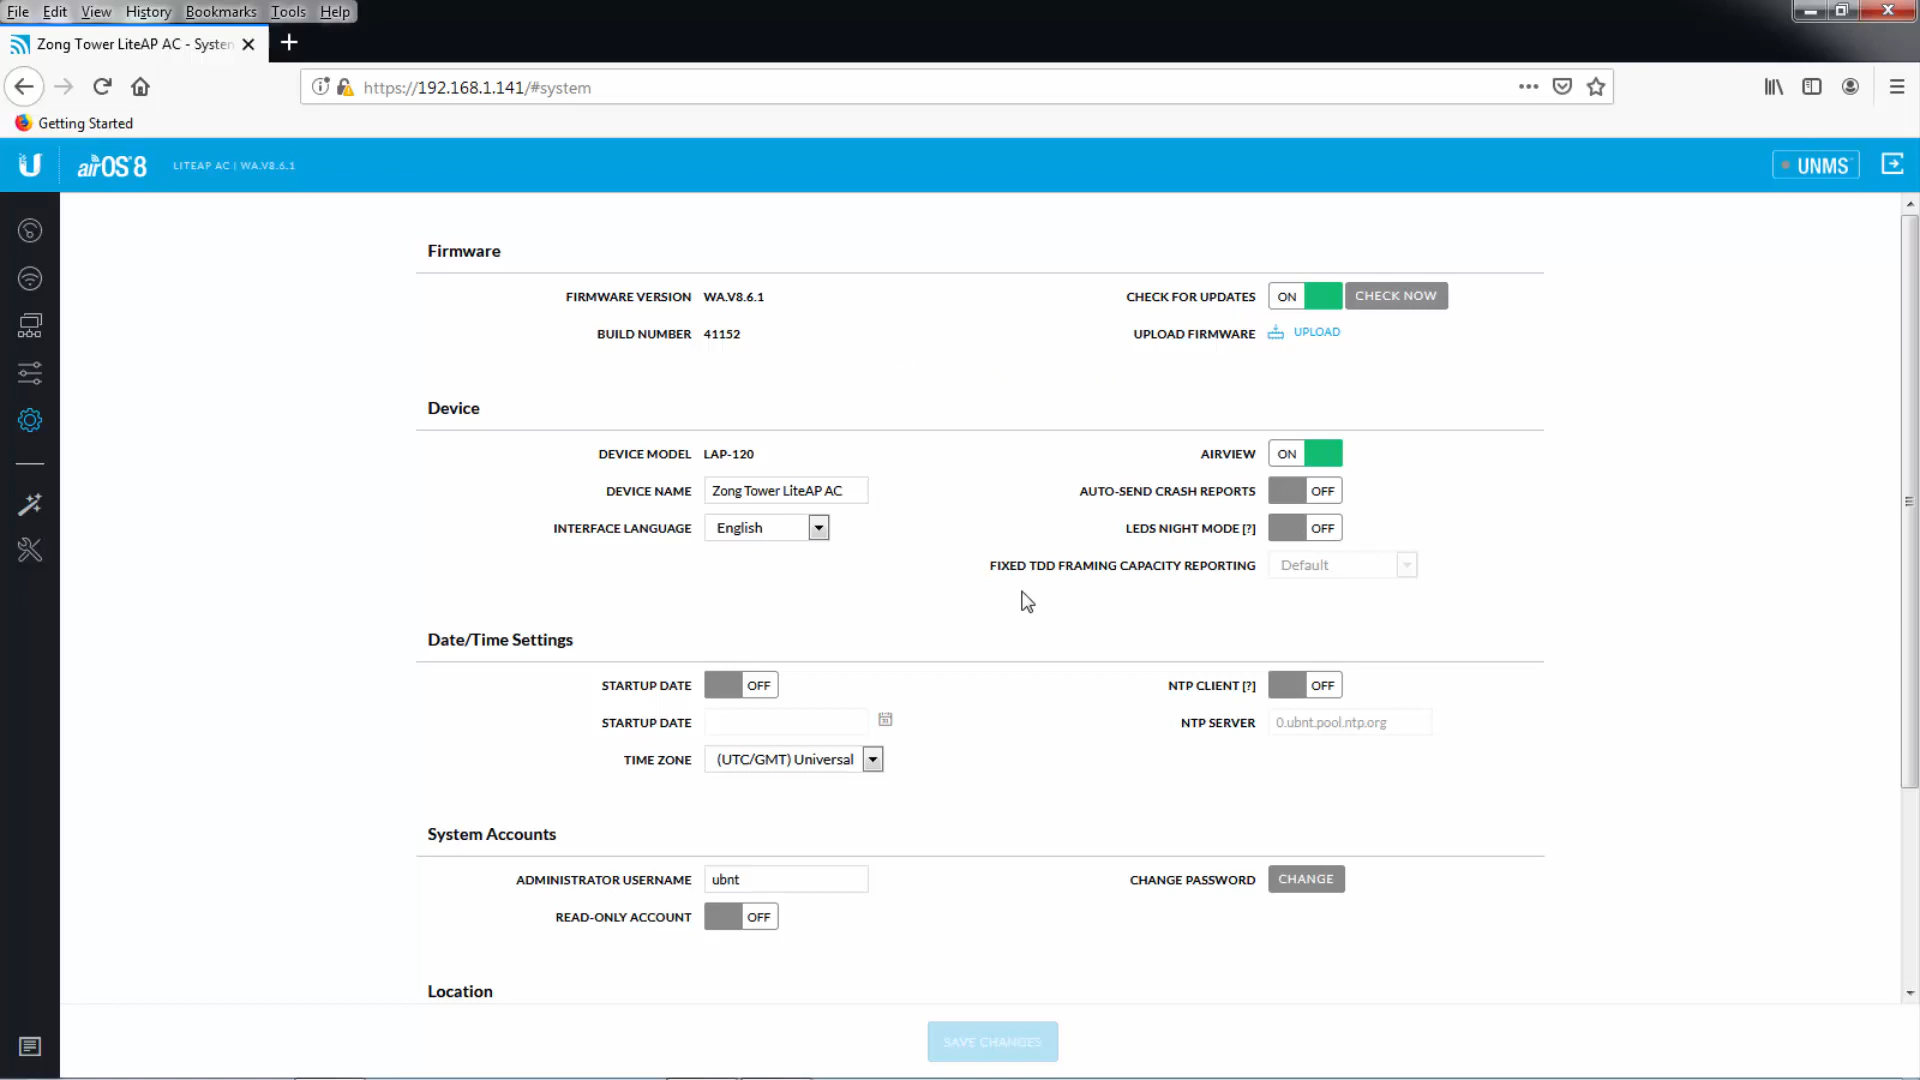 File Edit View History Bookmarks Tools Help
Zong Tower LiteAP AC - System
https://192.168.1.141/#system
Getting Started
airOS 8 LITEAP AC | WA.V8.6.1 UNMS
Firmware
FIRMWARE VERSION WA.V8.6.1 CHECK FOR UPDATES ON CHECK NOW
BUILD NUMBER 41152 UPLOAD FIRMWARE UPLOAD
Device
DEVICE MODEL LAP-120 AIRVIEW ON
DEVICE NAME Zong Tower LiteAP AC AUTO-SEND CRASH REPORTS OFF
INTERFACE LANGUAGE English LEDS NIGHT MODE [?] OFF
FIXED TDD FRAMING CAPACITY REPORTING Default
Date/Time Settings
STARTUP DATE OFF NTP CLIENT [?] OFF
STARTUP DATE NTP SERVER 0.ubnt.pool.ntp.org
TIME ZONE (UTC/GMT) Universal
System Accounts
ADMINISTRATOR USERNAME ubnt CHANGE PASSWORD CHANGE
READ-ONLY ACCOUNT OFF
Location
SAVE CHANGES